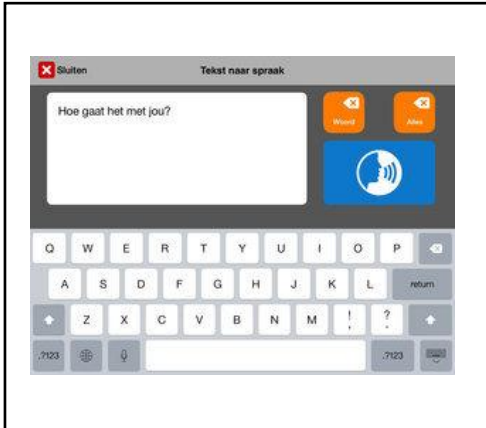 Sluiten
Tekst naar spraak
Hoe gaat het met jou?
Woord
Alles
Q W E R T Y U I O P
A S D F G H J K L return
Z X C V B N M ! , ? .
.?123 .?123